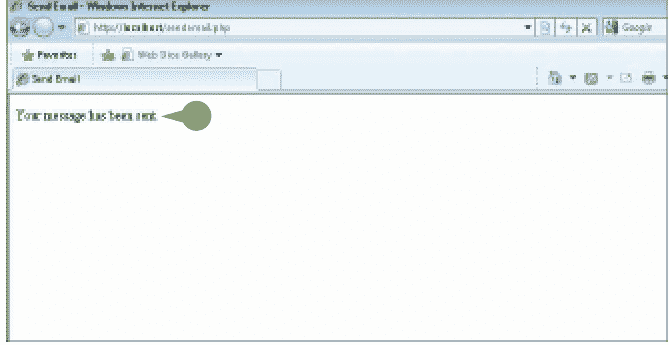 Send Email - Windows Internet Explorer
http://localhost/sendemail.php
Google
Favorites Web Slice Gallery
Send Email
Your message has been sent.